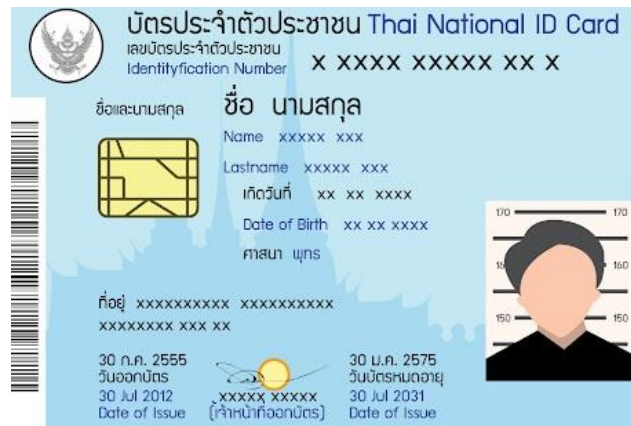 บัตรประจำตัวประชาชน Thai National ID Card
เลขบัตรประจำตัวประชาชน
Identityfication Number X XXXX XXXXX XX X
ชื่อและนามสกุล ชื่อ นามสกุล
Name xxxxx xxx
Lastname xxxxx xxx
เกิดวันที่ xx xx xxxx
Date of Birth xx xx xxxx
ศาสนา พุทธ
170 170
160 160
150 150
ที่อยู่ xxxxxxxxxx xxxxxxxxxx
xxxxxxxx xxx xx
30 ก.ค. 2555 30 ม.ค. 2575
วันออกบัตร วันบัตรหมดอายุ
30 Jul 2012 xxxxx xxxxx 30 Jul 2031
Date of Issue (เจ้าหน้าที่ออกบัตร) Date of Issue